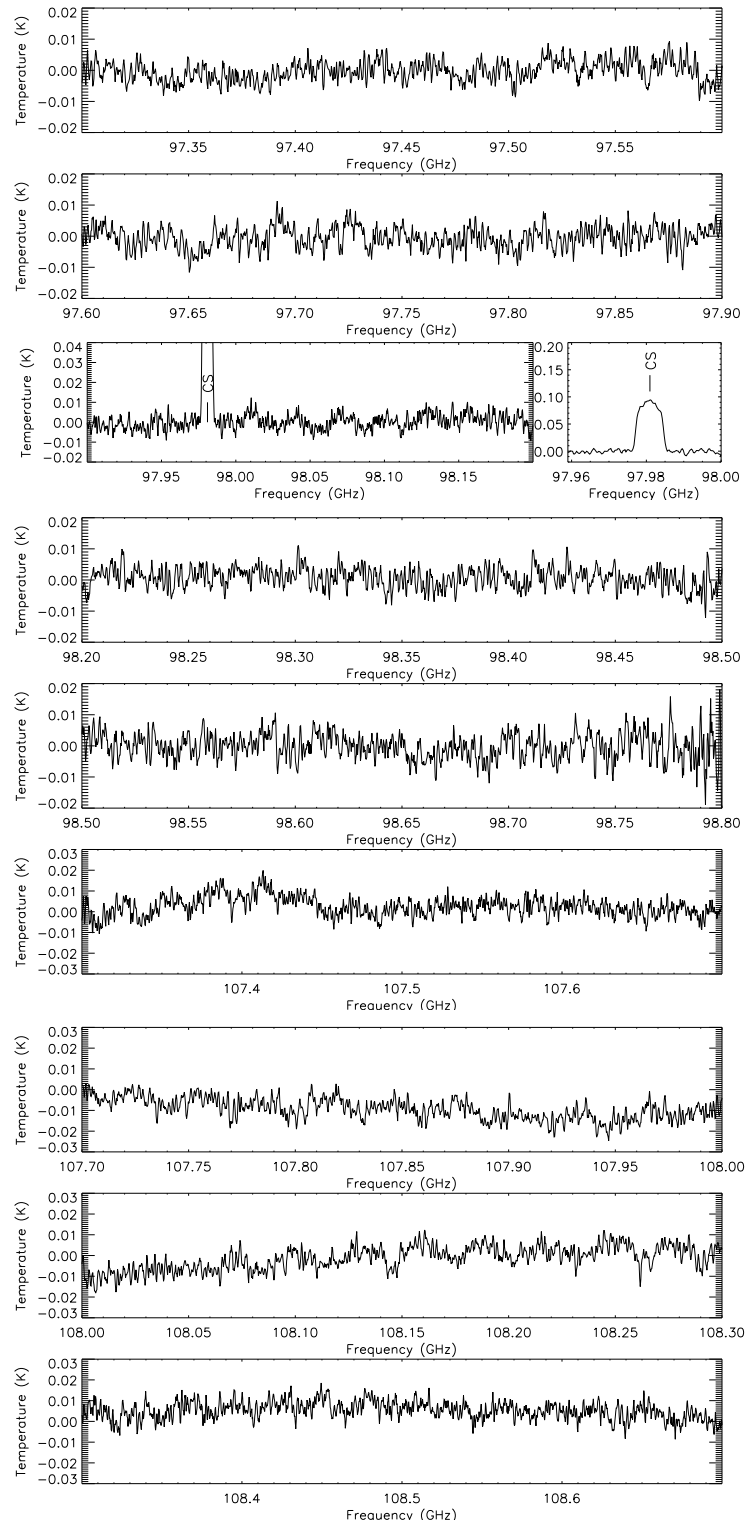 0.02
0.01
0.00
−0.01
−0.02
Temperature (K)
97.35 97.40 97.45 97.50 97.55
Frequency (GHz)
0.02
0.01
0.00
−0.01
−0.02
Temperature (K)
97.60 97.65 97.70 97.75 97.80 97.85 97.90
Frequency (GHz)
0.04
0.03
0.02
0.01
0.00
−0.01
−0.02
Temperature (K)
CS
97.95 98.00 98.05 98.10 98.15
Frequency (GHz)
0.20
0.15
0.10
0.05
0.00
CS
97.96 97.98 98.00
Frequency (GHz)
0.02
0.01
0.00
−0.01
−0.02
Temperature (K)
98.20 98.25 98.30 98.35 98.40 98.45 98.50
Frequency (GHz)
0.02
0.01
0.00
−0.01
−0.02
Temperature (K)
98.50 98.55 98.60 98.65 98.70 98.75 98.80
Frequency (GHz)
0.03
0.02
0.01
0.00
−0.01
−0.02
−0.03
Temperature (K)
107.4 107.5 107.6
Frequency (GHz)
0.03
0.02
0.01
0.00
−0.01
−0.02
−0.03
Temperature (K)
107.70 107.75 107.80 107.85 107.90 107.95 108.00
Frequency (GHz)
0.03
0.02
0.01
0.00
−0.01
−0.02
−0.03
Temperature (K)
108.00 108.05 108.10 108.15 108.20 108.25 108.30
Frequency (GHz)
0.03
0.02
0.01
0.00
−0.01
−0.02
−0.03
Temperature (K)
108.4 108.5 108.6
Frequency (GHz)